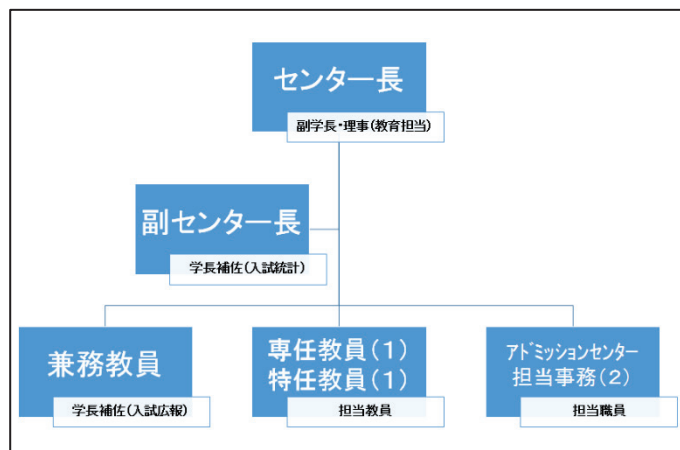 センター長
副学長・理事(教育担当)
副センター長
学長補佐(入試統計)
兼務教員
学長補佐(入試広報)
専任教員(1)
特任教員(1)
担当教員
アドミッションセンター
担当事務(2)
担当職員